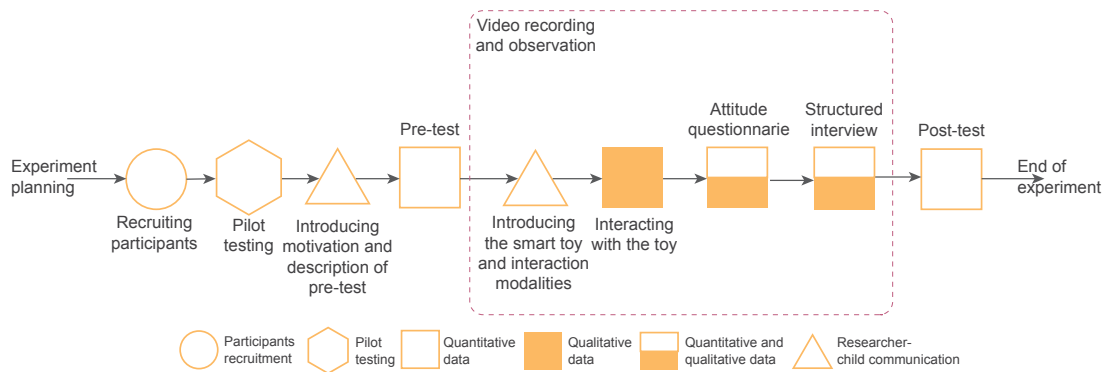 Video recording
and observation
Experiment
planning
Recruiting
participants
Pilot
testing
Introducing
motivation and
description of
pre-test
Pre-test
Introducing
the smart toy
and interaction
modalities
Interacting
with the toy
Attitude
questionnarie
Structured
interview
Post-test
End of
experiment
Participants
recruitment
Pilot
testing
Quantitative
data
Qualitative
data
Quantitative and
qualitative data
Researcher-
child communication